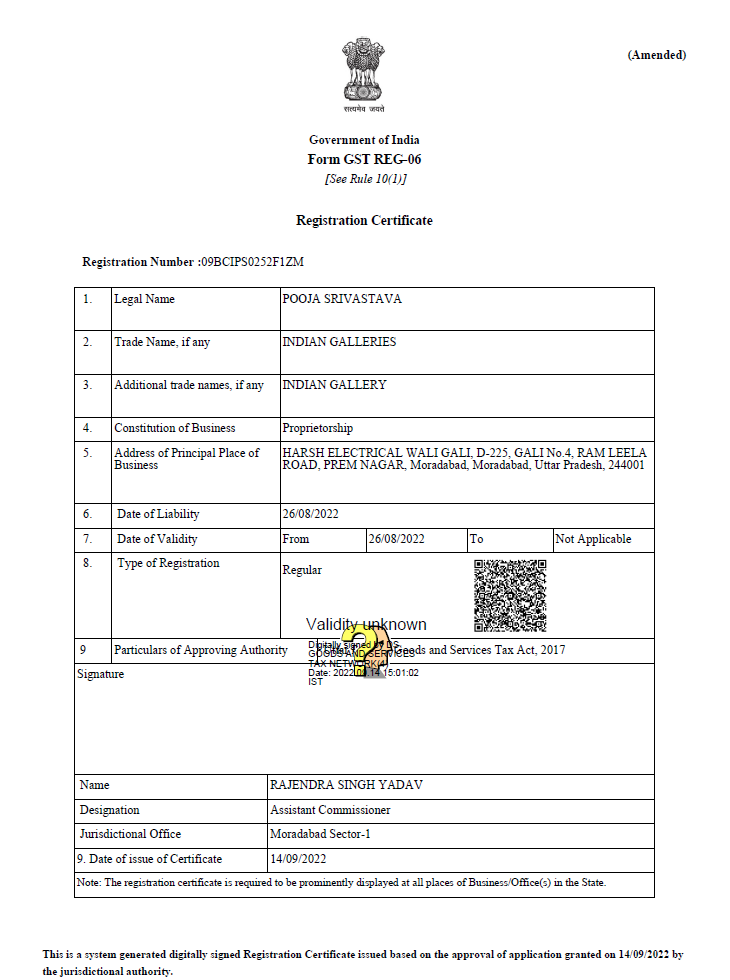 (Amended)
सत्यमेव जयते
Government of India
Form GST REG-06
[See Rule 10(1)]
Registration Certificate
Registration Number :09BCIPS0252F1ZM
1. Legal Name POOJA SRIVASTAVA
2. Trade Name, if any INDIAN GALLERIES
3. Additional trade names, if any INDIAN GALLERY
4. Constitution of Business Proprietorship
5. Address of Principal Place of HARSH ELECTRICAL WALI GALI, D-225, GALI No.4, RAM LEELA
Business ROAD, PREM NAGAR, Moradabad, Moradabad, Uttar Pradesh, 244001
6. Date of Liability 26/08/2022
7. Date of Validity From 26/08/2022 To Not Applicable
8. Type of Registration Regular
Validity unknown
Digitally signed by DS
9 Particulars of Approving Authority Goods and Services Tax Act, 2017
GOODS AND SERVICES
TAX NETWORK(4)
Date: 2022.09.14 15:01:02
IST
Signature
Name RAJENDRA SINGH YADAV
Designation Assistant Commissioner
Jurisdictional Office Moradabad Sector-1
9. Date of issue of Certificate 14/09/2022
Note: The registration certificate is required to be prominently displayed at all places of Business/Office(s) in the State.
This is a system generated digitally signed Registration Certificate issued based on the approval of application granted on 14/09/2022 by
the jurisdictional authority.